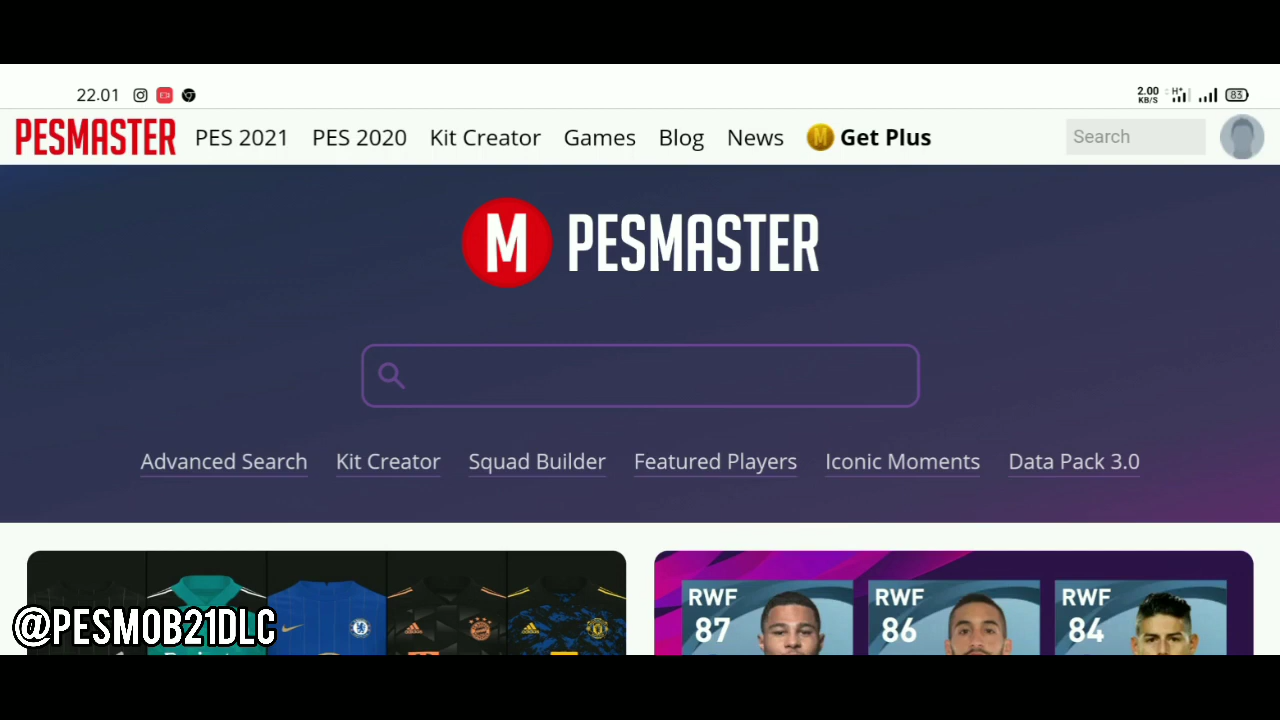 22.01
2.00
KB/S
H+
83
PESMASTER PES 2021 PES 2020 Kit Creator Games Blog News M Get Plus Search
M PESMASTER
Advanced Search Kit Creator Squad Builder Featured Players Iconic Moments Data Pack 3.0
RWF RWF RWF
87 86 84
@PESMOB21DLC